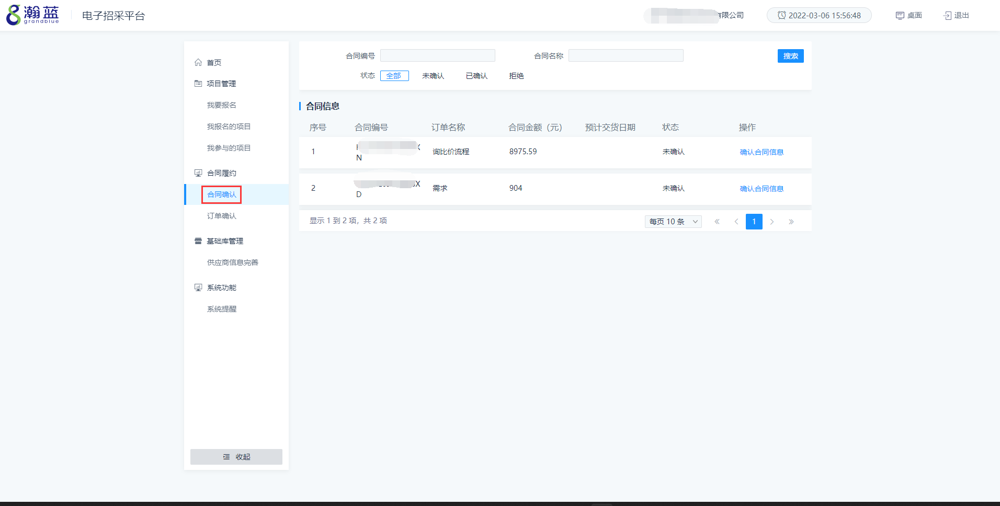 瀚蓝
grandblue
电子招采平台
有限公司
2022-03-06 15:56:48
桌面
退出
首页
项目管理
我要报名
我报名的项目
我参与的项目
合同履约
合同确认
订单确认
基础库管理
供应商信息完善
系统功能
系统提醒
收起
合同编号
合同名称
搜索
状态 全部 未确认 已确认 拒绝
合同信息
序号 合同编号 订单名称 合同金额（元） 预计交货日期 状态 操作
1 N 询比价流程 8975.59 未确认 确认合同信息
2 XD 需求 904 未确认 确认合同信息
显示 1 到 2 项，共 2 项
每页 10 条
1